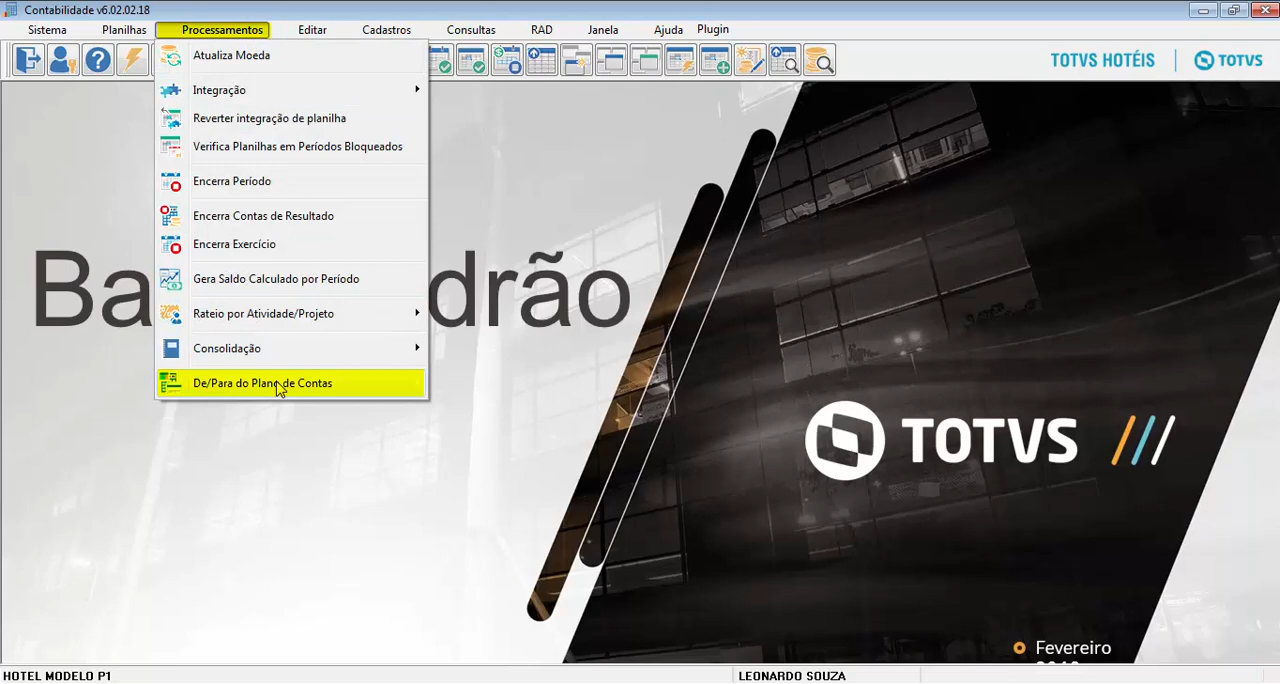 Contabilidade v6.02.02.18
Sistema Planilhas Processamentos Editar Cadastros Consultas RAD Janela Ajuda Plugin
TOTVS HOTÉIS TOTVS
Atualiza Moeda
Integração
Reverter integração de planilha
Verifica Planilhas em Períodos Bloqueados
Encerra Período
Encerra Contas de Resultado
Encerra Exercício
Gera Saldo Calculado por Período
Rateio por Atividade/Projeto
Consolidação
De/Para do Plano de Contas
Ba drão
TOTVS
Fevereiro
HOTEL MODELO P1 LEONARDO SOUZA